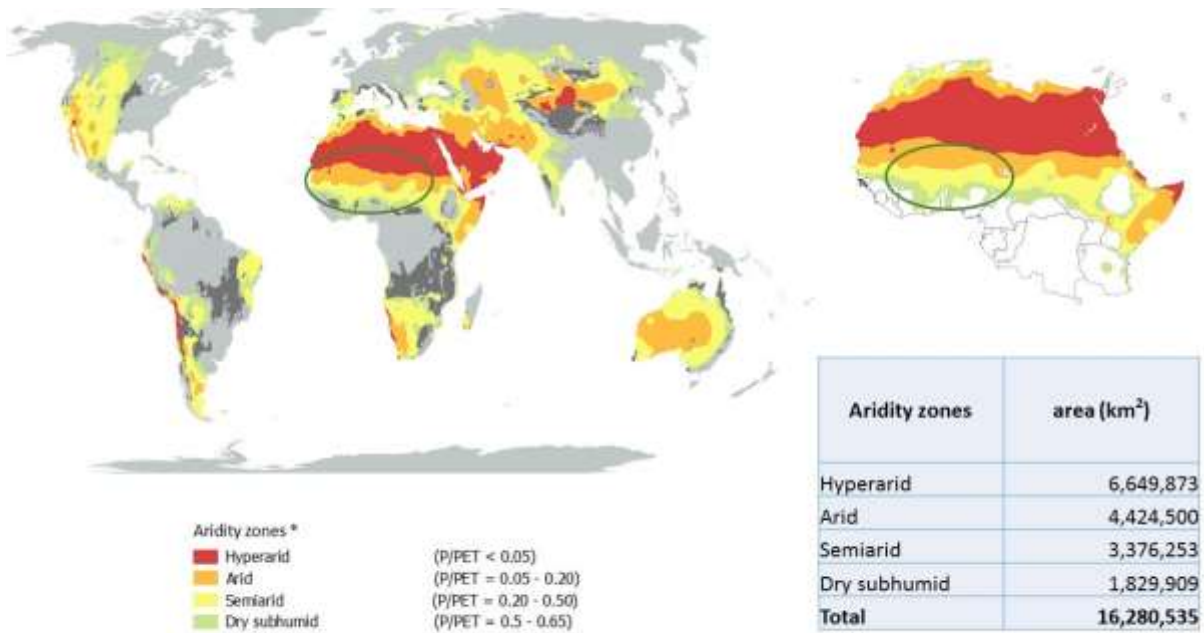 Aridity zones *
Hyperarid (P/PET < 0.05)
Arid (P/PET = 0.05 - 0.20)
Semiarid (P/PET = 0.20 - 0.50)
Dry subhumid (P/PET = 0.5 - 0.65)
Aridity zones area (km²)
Hyperarid 6,649,873
Arid 4,424,500
Semiarid 3,376,253
Dry subhumid 1,829,909
Total 16,280,535